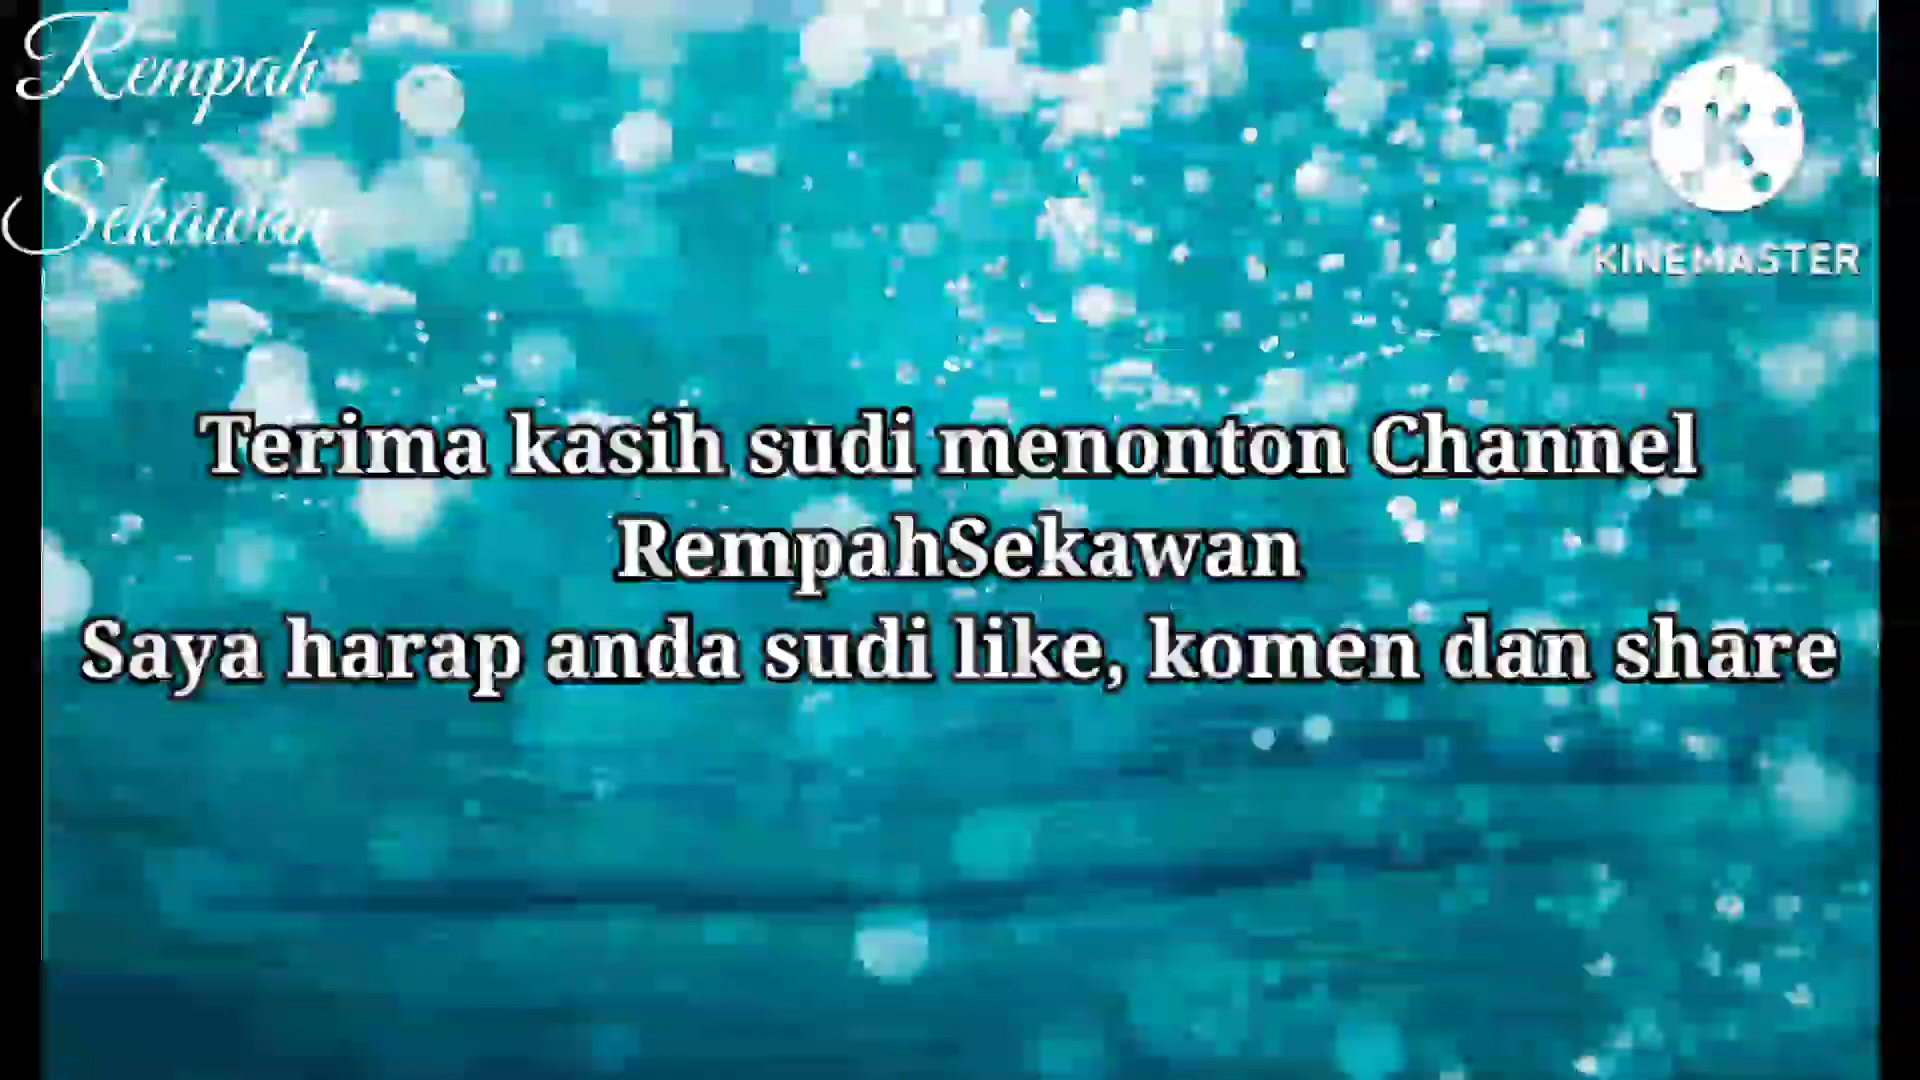 Rempah
Sekawan
KINEMASTER
Terima kasih sudi menonton Channel
RempahSekawan
Saya harap anda sudi like, komen dan share